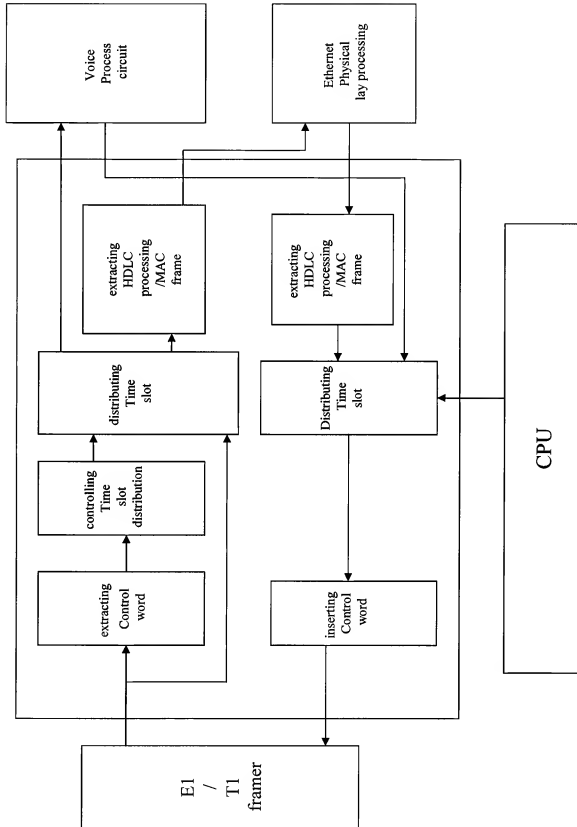 Voice
Process
circuit
Ethernet
Physical
lay processing
extracting
HDLC
processing
/MAC
frame
extracting
HDLC
processing
/MAC
frame
distributing
Time
slot
Distributing
Time
slot
controlling
Time
slot
distribution
extracting
Control
word
inserting
Control
word
E1
/
T1
framer
CPU